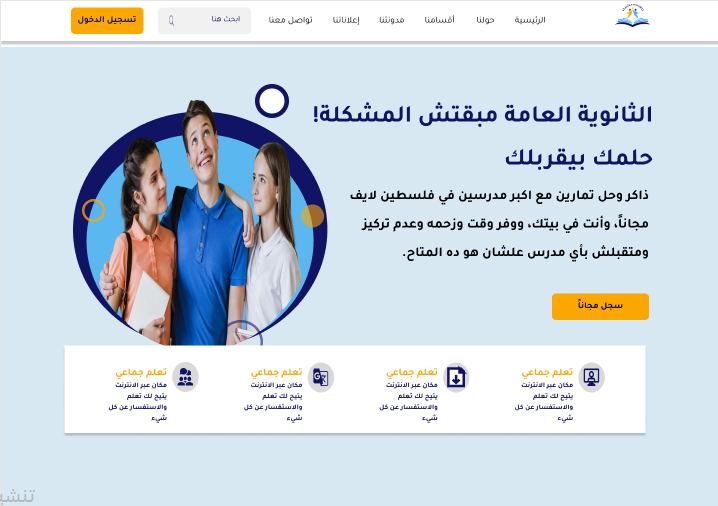 الرئيسية
حولنا
أقسامنا
مدونتنا
إعلاناتنا
تواصل معنا
ابحث هنا
تسجيل الدخول
الثانوية العامة مبقتش المشكلة!
حلمك بيقربلك
ذاكر وحل تمارين مع اكبر مدرسين في فلسطين لايف
مجاناً، وأنت في بيتك، ووفر وقت وزحمه وعدم تركيز
ومتقبلش بأي مدرس علشان هو ده المتاح.
سجل مجاناً
تعلم جماعي
مكان عبر الانترنت
يتيح لك تعلم
والاستفسار عن كل
شيء
تعلم جماعي
مكان عبر الانترنت
يتيح لك تعلم
والاستفسار عن كل
شيء
تعلم جماعي
مكان عبر الانترنت
يتيح لك تعلم
والاستفسار عن كل
شيء
تعلم جماعي
مكان عبر الانترنت
يتيح لك تعلم
والاستفسار عن كل
شيء